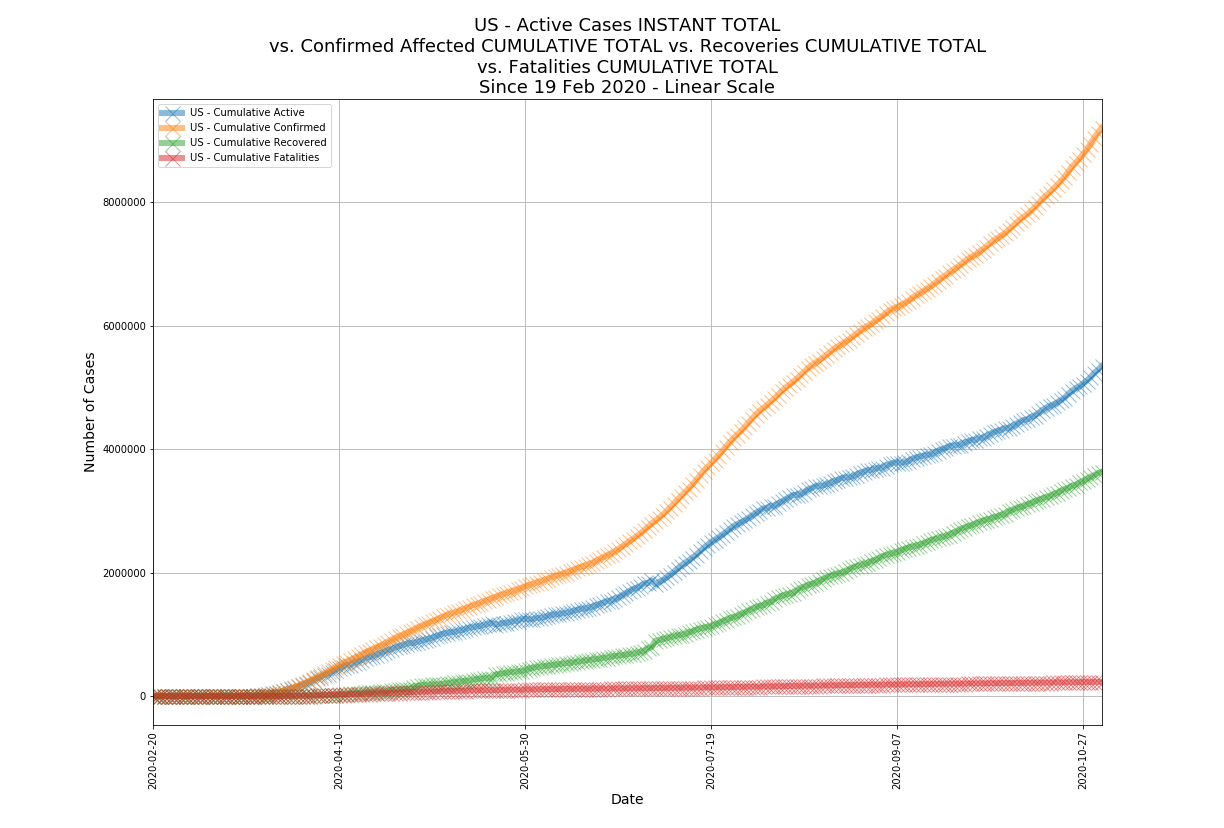 US - Active Cases INSTANT TOTAL
vs. Confirmed Affected CUMULATIVE TOTAL vs. Recoveries CUMULATIVE TOTAL
vs. Fatalities CUMULATIVE TOTAL
Since 19 Feb 2020 - Linear Scale
US - Cumulative Active
US - Cumulative Confirmed
US - Cumulative Recovered
US - Cumulative Fatalities
Number of Cases
8000000
6000000
4000000
2000000
0
2020-02-20
2020-04-10
2020-05-30
2020-07-19
2020-09-07
2020-10-27
Date